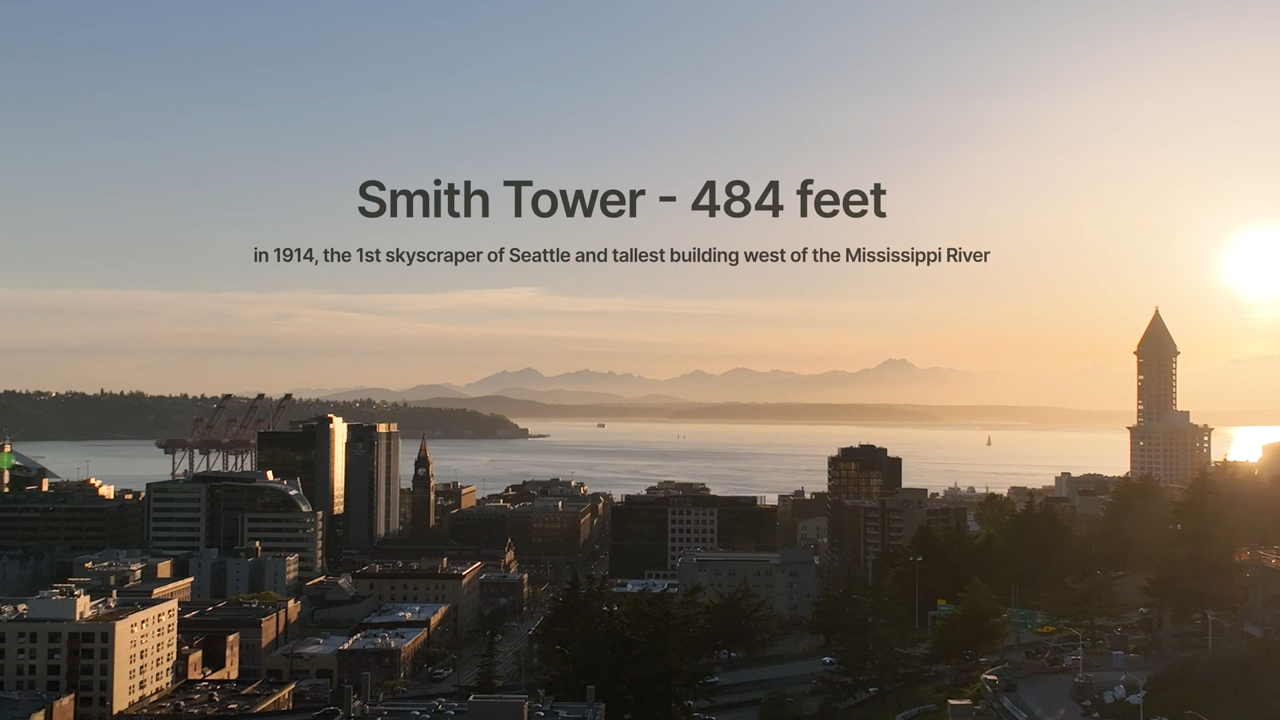 Smith Tower - 484 feet
in 1914, the 1st skyscraper of Seattle and tallest building west of the Mississippi River